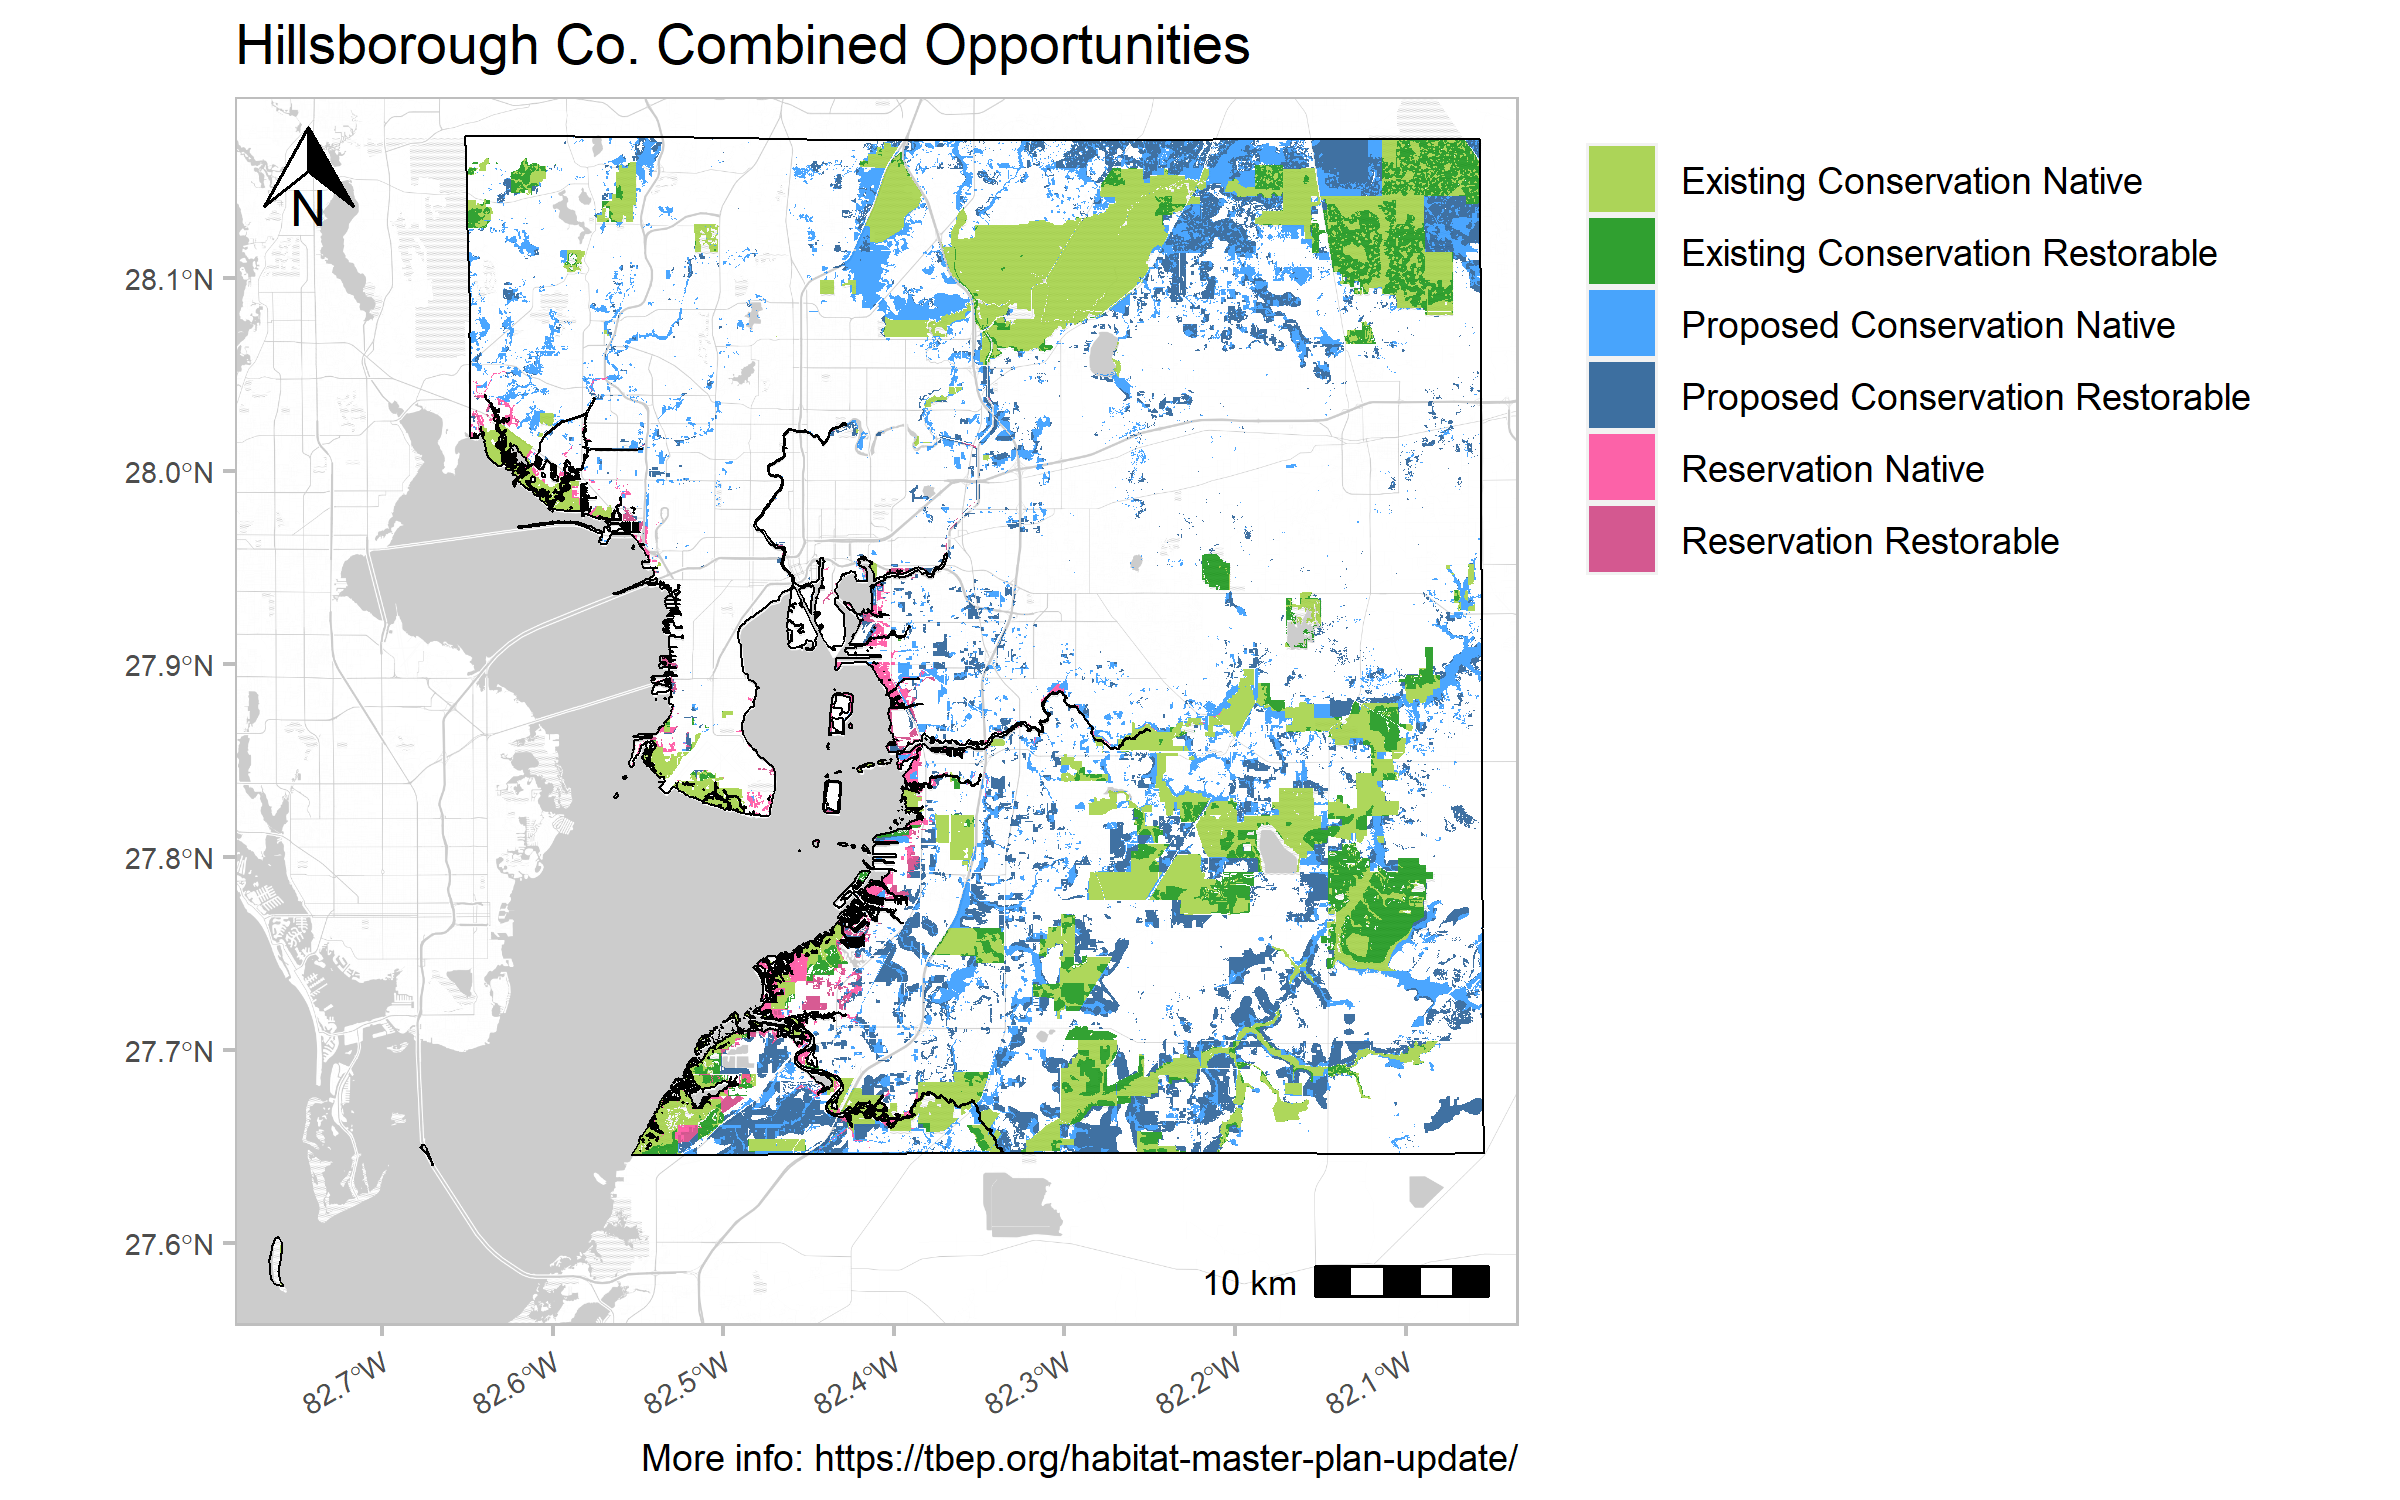 Hillsborough Co. Combined Opportunities
N
28.1°N
28.0°N
27.9°N
27.8°N
27.7°N
27.6°N
82.7°W
82.6°W
82.5°W
82.4°W
82.3°W
82.2°W
82.1°W
10 km
Existing Conservation Native
Existing Conservation Restorable
Proposed Conservation Native
Proposed Conservation Restorable
Reservation Native
Reservation Restorable
More info: https://tbep.org/habitat-master-plan-update/